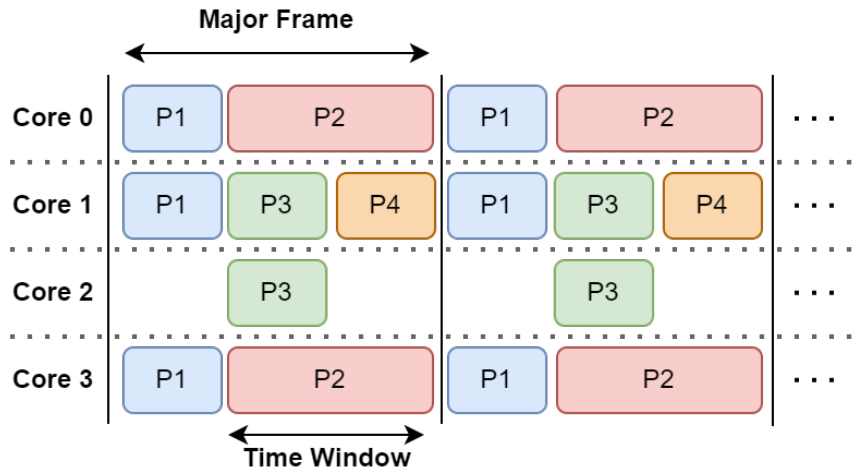 Major Frame
Core 0 P1 P2 P1 P2 . . .
Core 1 P1 P3 P4 P1 P3 P4 . . .
Core 2 P3 P3 . . .
Core 3 P1 P2 P1 P2 . . .
Time Window